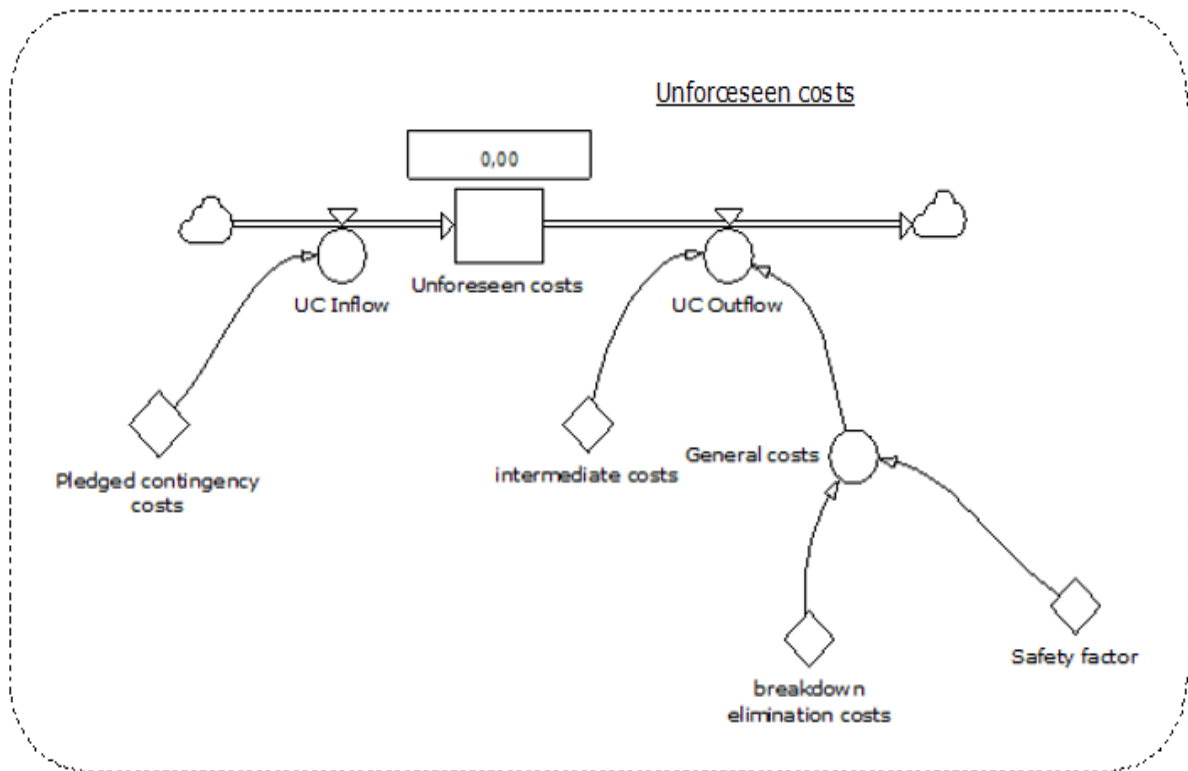 Unforœseen costs
0,00
Unforeseen costs
UC Inflow
UC Outflow
General costs
intermediate costs
Pledged contingency
costs
Safety factor
breakdown
elimination costs